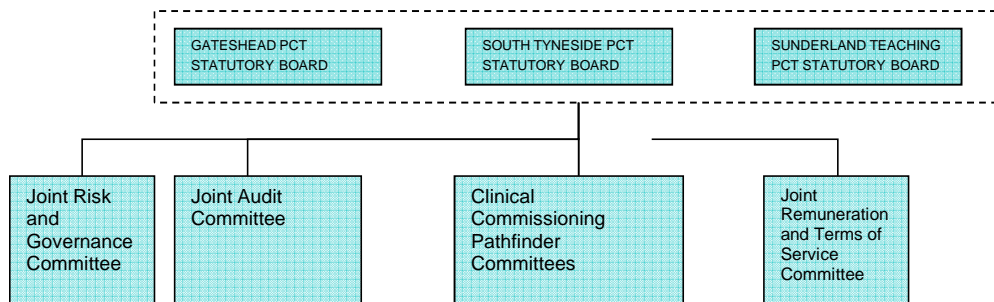 GATESHEAD PCT
STATUTORY BOARD
SOUTH TYNESIDE PCT
STATUTORY BOARD
SUNDERLAND TEACHING
PCT STATUTORY BOARD
Joint Risk
and
Governance
Committee
Joint Audit
Committee
Clinical
Commissioning
Pathfinder
Committees
Joint
Remuneration
and Terms of
Service
Committee